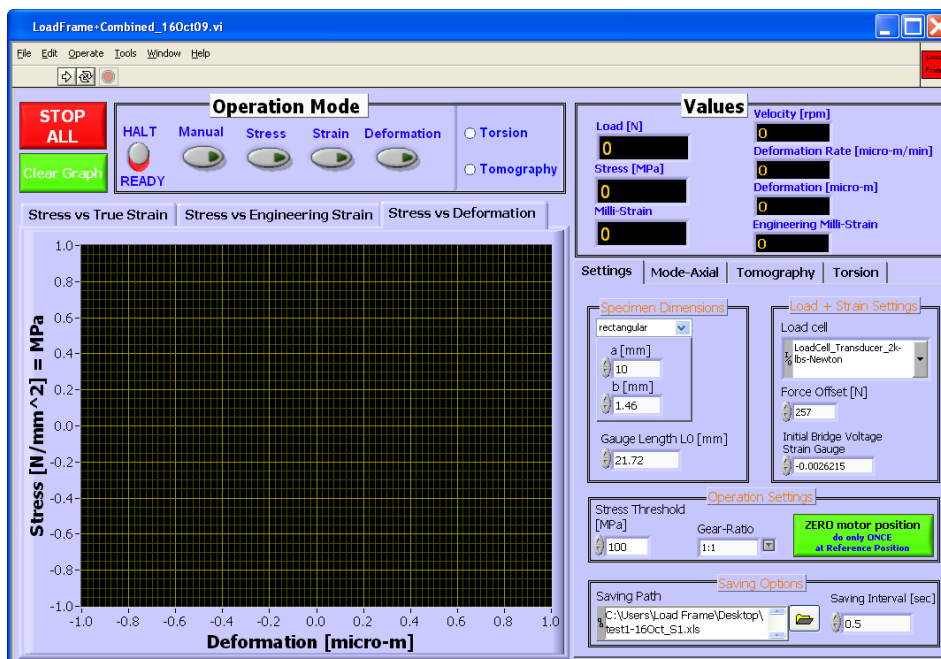 LoadFrame+Combined_16Oct09.vi
File Edit Operate Tools Window Help
STOP
ALL
Clear Graph
Operation Mode
HALT
READY
Manual
Stress
Strain
Deformation
Torsion
Tomography
Values
Load [N]
0
Stress [MPa]
0
Milli-Strain
0
Velocity [rpm]
0
Deformation Rate [micro-m/min]
0
Deformation [micro-m]
0
Engineering Milli-Strain
0
Stress vs True Strain
Stress vs Engineering Strain
Stress vs Deformation
Stress [N/mm^2] = MPa
1.0
0.8
0.6
0.4
0.2
0.0
-0.2
-0.4
-0.6
-0.8
-1.0
-1.0 -0.8 -0.6 -0.4 -0.2 0.0 0.2 0.4 0.6 0.8 1.0
Deformation [micro-m]
Settings
Mode-Axial
Tomography
Torsion
Specimen Dimensions
rectangular
a [mm]
10
b [mm]
1.46
Gauge Length L0 [mm]
21.72
Load + Strain Settings
Load cell
LoadCell_Transducer_2k-
lbs-Newton
Force Offset [N]
257
Initial Bridge Voltage
Strain Gauge
-0.0026215
Operation Settings
Stress Threshold
[MPa]
100
Gear-Ratio
1:1
ZERO motor position
do only ONCE
at Reference Position
Saving Options
Saving Path
C:\Users\Load Frame\Desktop\
test1-16Oct_S1.xls
Saving Interval [sec]
0.5